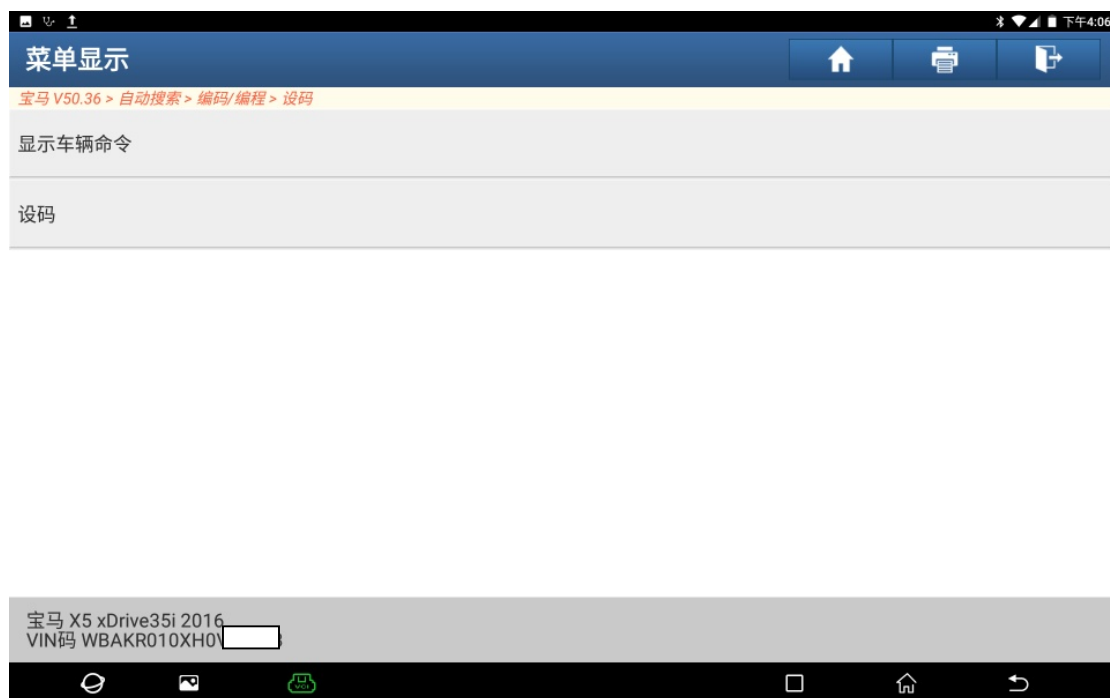 下午4:06
菜单显示
宝马 V50.36 > 自动搜索 > 编码/编程 > 设码
显示车辆命令
设码
宝马 X5 xDrive35i 2016
VIN码 WBAKR010XH0